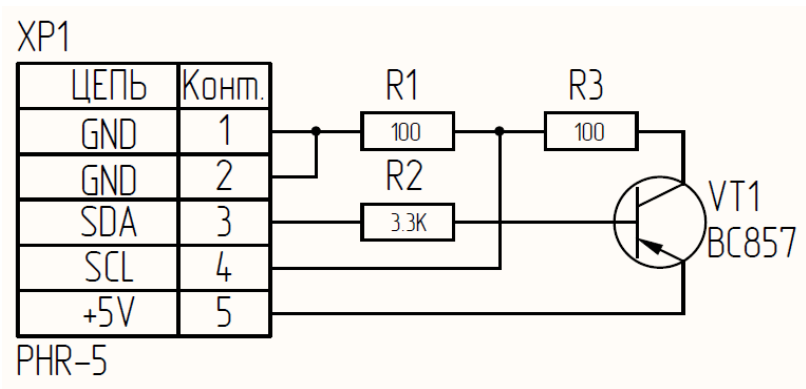 XP1
ЦЕПЬ Конт.
GND 1
GND 2
SDA 3
SCL 4
+5V 5
PHR-5
R1
100
R2
3.3K
R3
100
VT1
BC857